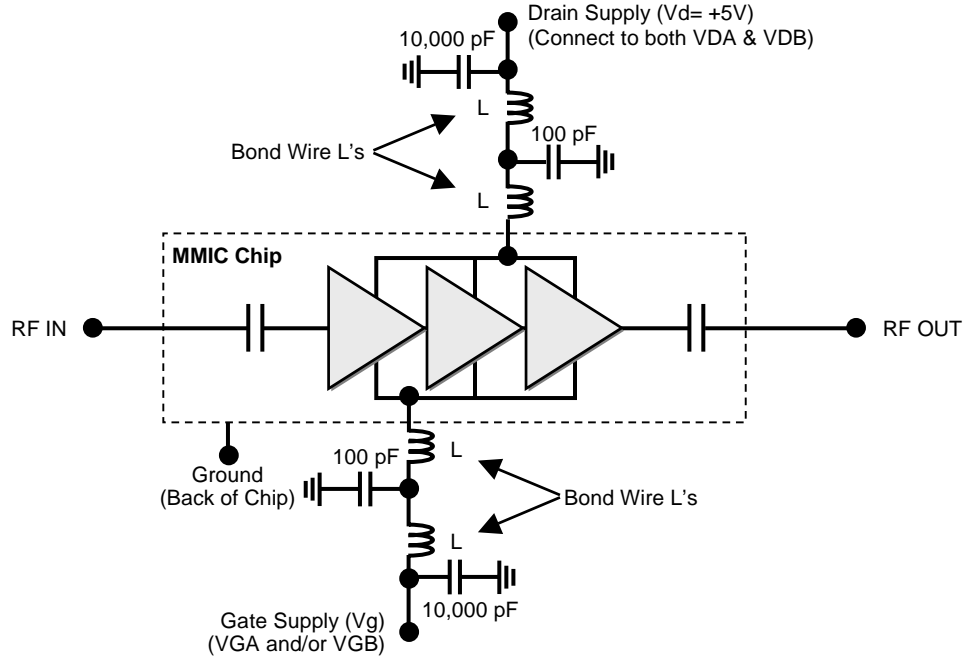 Drain Supply (Vd= +5V)
(Connect to both VDA & VDB)
10,000 pF
L
100 pF
Bond Wire L's
L
MMIC Chip
RF IN
RF OUT
Ground
(Back of Chip)
100 pF
L
Bond Wire L's
L
10,000 pF
Gate Supply (Vg)
(VGA and/or VGB)